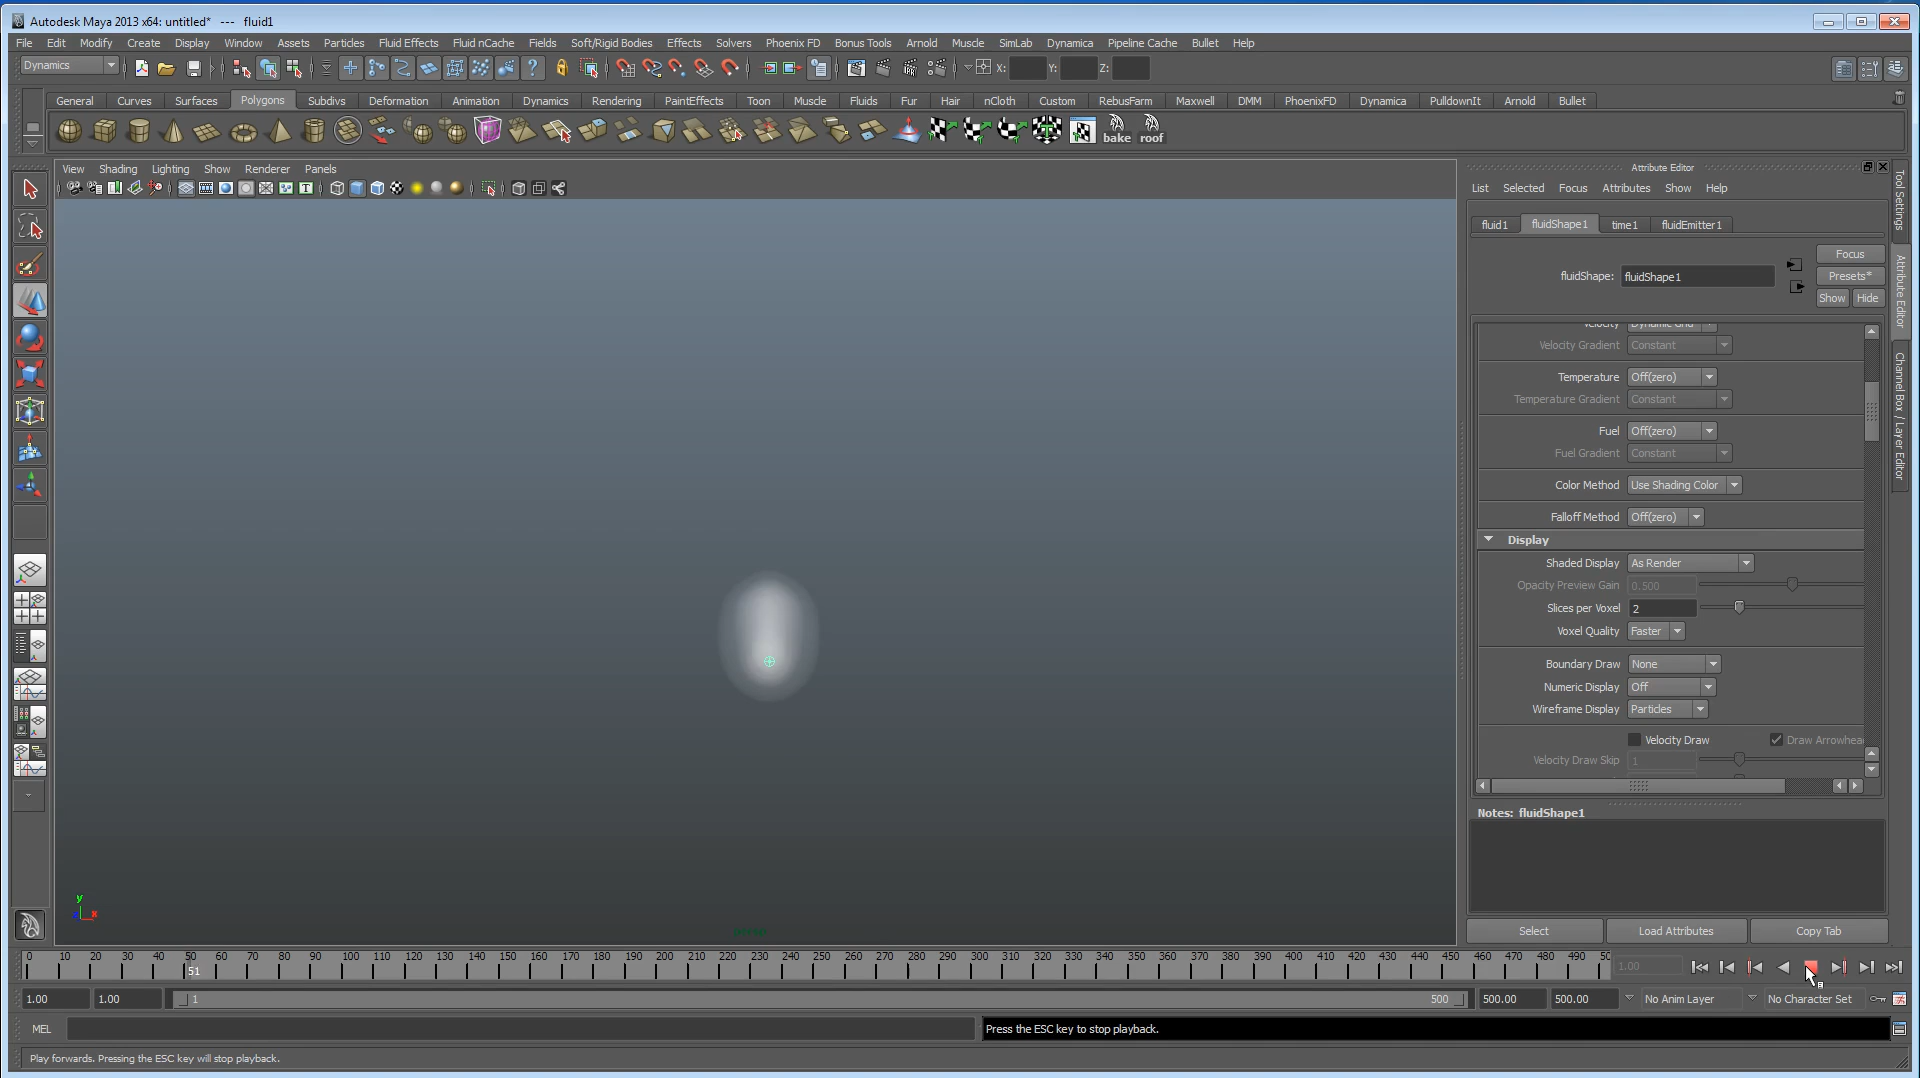 Autodesk Maya 2013 x64: untitled* --- fluid1
File Edit Modify Create Display Window Assets Particles Fluid Effects Fluid nCache Fields Soft/Rigid Bodies Effects Solvers Phoenix FD Bonus Tools Arnold Muscle SimLab Dynamica Pipeline Cache Bullet Help
Dynamics X: Y: Z:
General Curves Surfaces Polygons Subdivs Deformation Animation Dynamics Rendering PaintEffects Toon Muscle Fluids Fur Hair nCloth Custom RebusFarm Maxwell DMM PhoenixFD Dynamica PulldownIt Arnold Bullet
bake roof
View Shading Lighting Show Renderer Panels
Attribute Editor
List Selected Focus Attributes Show Help
fluid1 fluidShape1 time1 fluidEmitter1
Focus
fluidShape: fluidShape1
Presets*
Show Hide
Velocity Dynamic Grid
Velocity Gradient Constant
Temperature Off(zero)
Temperature Gradient Constant
Fuel Off(zero)
Fuel Gradient Constant
Color Method Use Shading Color
Falloff Method Off(zero)
Display
Shaded Display As Render
Opacity Preview Gain 0.500
Slices per Voxel 2
Voxel Quality Faster
Boundary Draw None
Numeric Display Off
Wireframe Display Particles
Velocity Draw Draw Arrowhea
Velocity Draw Skip 1
Notes: fluidShape1
Select Load Attributes Copy Tab
Tool Settings
Attribute Editor
Channel Box / Layer Editor
y
x
0 10 20 30 40 50 60 70 80 90 100 110 120 130 140 150 160 170 180 190 200 210 220 230 240 250 260 270 280 290 300 310 320 330 340 350 360 370 380 390 400 410 420 430 440 450 460 470 480 490 50
51
1.00
1.00 1.00 1 500 500.00 500.00 No Anim Layer No Character Set
MEL Press the ESC key to stop playback.
Play forwards. Pressing the ESC key will stop playback.